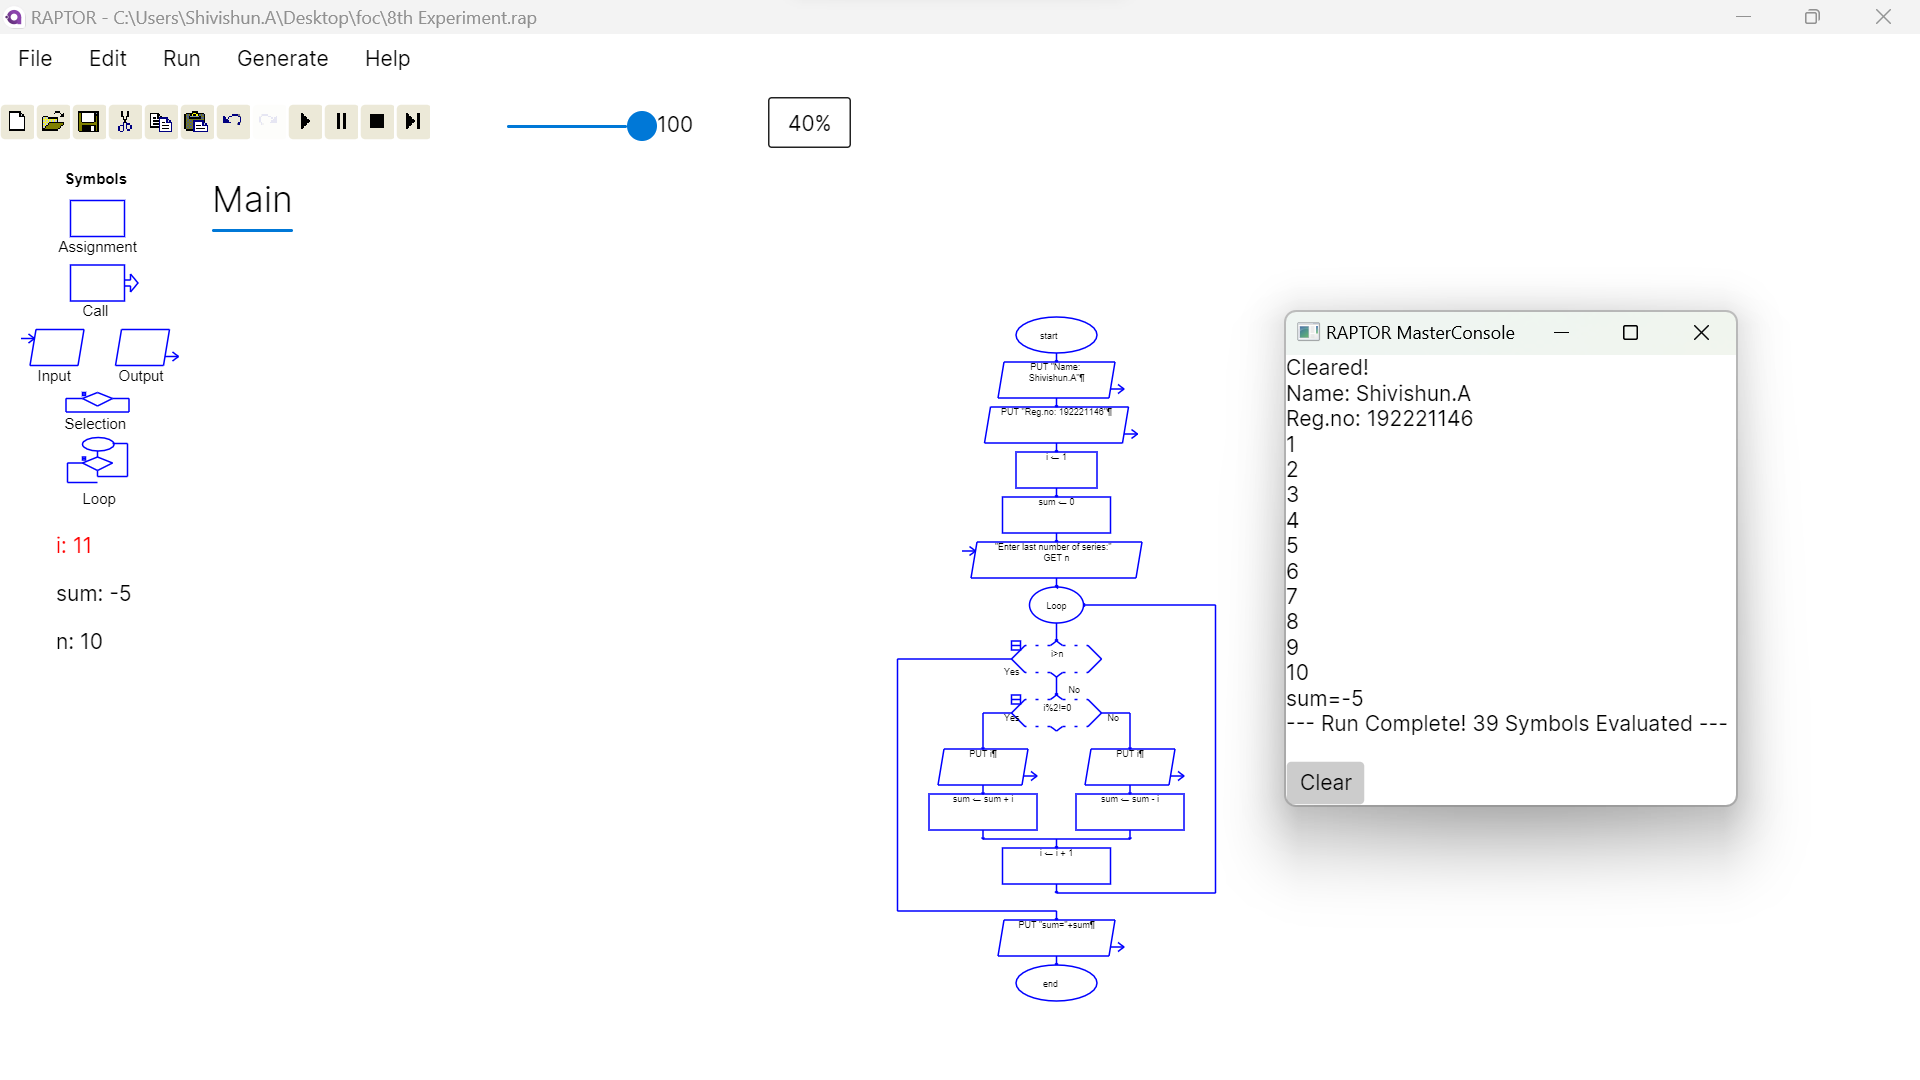 RAPTOR - C:\Users\Shivishun.A\Desktop\foc\8th Experiment.rap
File Edit Run Generate Help
100
40%
Symbols
Assignment
Call
Input Output
Selection
Loop
i: 11
sum: -5
n: 10
Main
start
PUT "Name:
Shivishun.A"¶
PUT "Reg.no: 192221146"¶
i ← 1
sum ← 0
"Enter last number of series:"
GET n
Loop
i>n
Yes
No
i%2!=0
Yes
No
PUT i¶
PUT i¶
sum ← sum + i
sum ← sum - i
i ← i + 1
PUT "sum="+sum¶
end
RAPTOR MasterConsole
Cleared!
Name: Shivishun.A
Reg.no: 192221146
1
2
3
4
5
6
7
8
9
10
sum=-5
--- Run Complete! 39 Symbols Evaluated ---
Clear